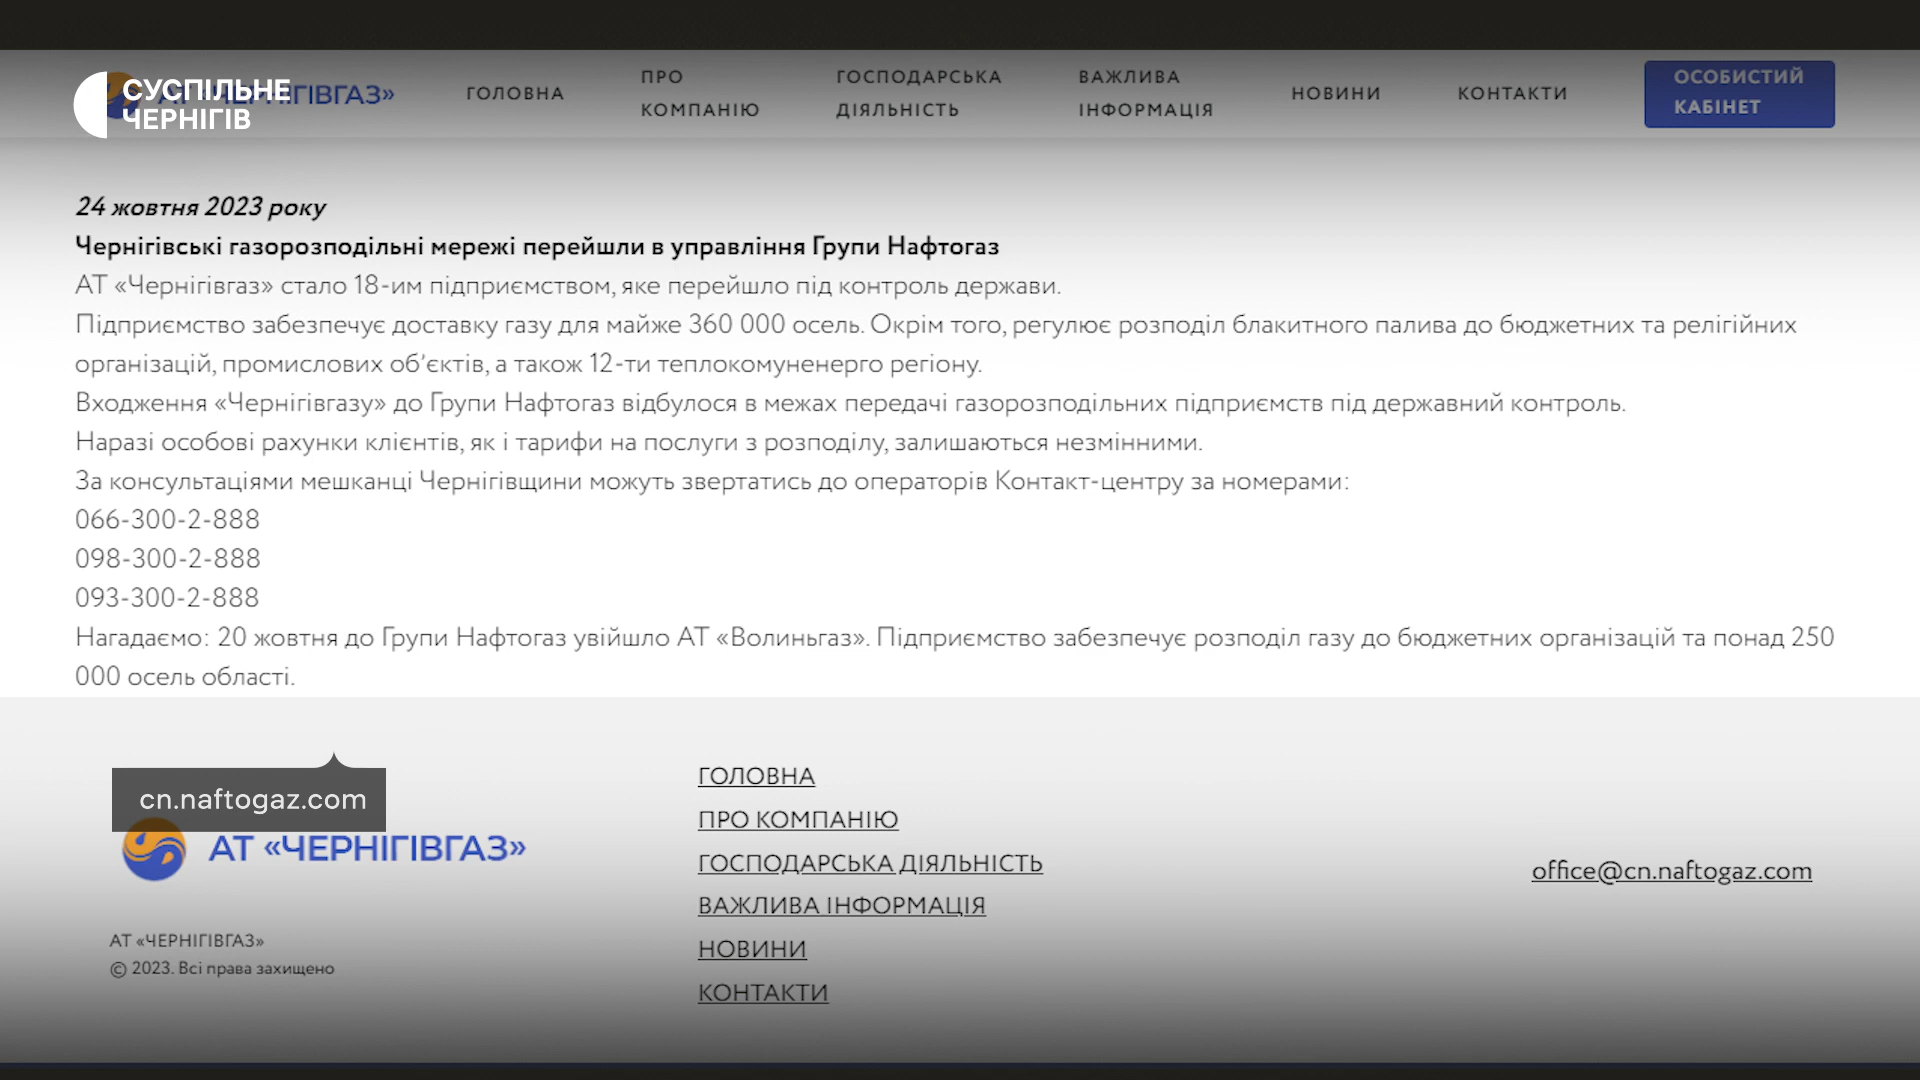 СУСПІЛЬНЕ
ЧЕРНІГІВ
ГОЛОВНА
ПРО
КОМПАНІЮ
ГОСПОДАРСЬКА
ДІЯЛЬНІСТЬ
ВАЖЛИВА
ІНФОРМАЦІЯ
НОВИНИ
КОНТАКТИ
ОСОБИСТИЙ
КАБІНЕТ
24 жовтня 2023 року
Чернігівські газорозподільні мережі перейшли в управління Групи Нафтогаз
АТ «Чернігівгаз» стало 18-им підприємством, яке перейшло під контроль держави.
Підприємство забезпечує доставку газу для майже 360 000 осель. Окрім того, регулює розподіл блакитного палива до бюджетних та релігійних
організацій, промислових об’єктів, а також 12-ти теплокомуненерго регіону.
Входження «Чернігівгазу» до Групи Нафтогаз відбулося в межах передачі газорозподільних підприємств під державний контроль.
Наразі особові рахунки клієнтів, як і тарифи на послуги з розподілу, залишаються незмінними.
За консультаціями мешканці Чернігівщини можуть звертатись до операторів Контакт-центру за номерами:
066-300-2-888
098-300-2-888
093-300-2-888
Нагадаємо: 20 жовтня до Групи Нафтогаз увійшло АТ «Волиньгаз». Підприємство забезпечує розподіл газу до бюджетних організацій та понад 250
000 осель області.
cn.naftogaz.com
АТ «ЧЕРНІГІВГАЗ»
АТ «ЧЕРНІГІВГАЗ»
© 2023. Всі права захищено
ГОЛОВНА
ПРО КОМПАНІЮ
ГОСПОДАРСЬКА ДІЯЛЬНІСТЬ
ВАЖЛИВА ІНФОРМАЦІЯ
НОВИНИ
КОНТАКТИ
office@cn.naftogaz.com